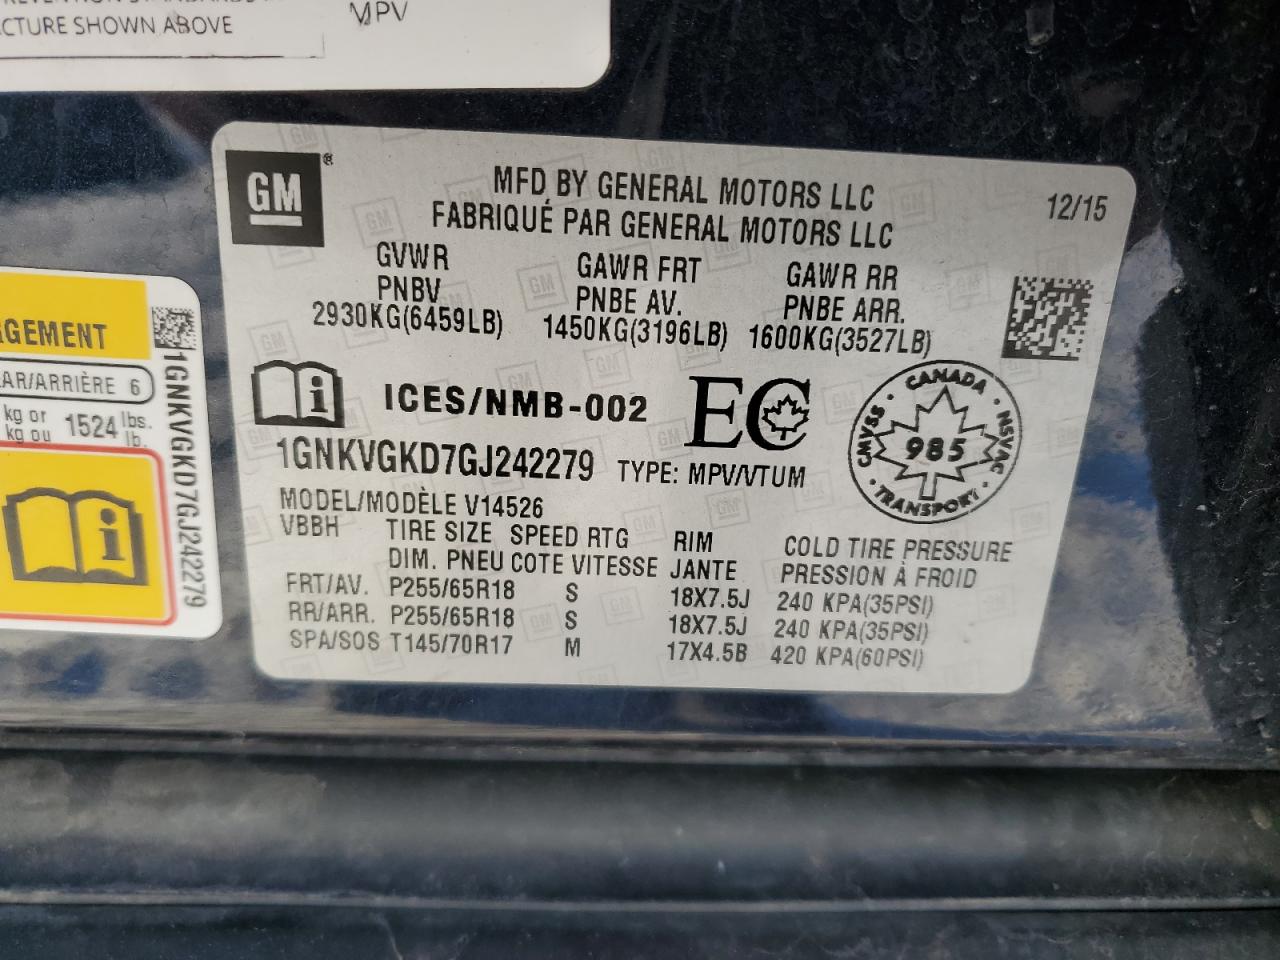 CTURE SHOWN ABOVE
MPV
GM®
MFD BY GENERAL MOTORS LLC
FABRIQUÉ PAR GENERAL MOTORS LLC
12/15
GVWR GAWR FRT GAWR RR
PNBV PNBE AV. PNBE ARR.
2930KG(6459LB) 1450KG(3196LB) 1600KG(3527LB)
ICES/NMB-002 EC
CANADA
CMVSS 985 NSVAC
TRANSPORT
1GNKVGKD7GJ242279 TYPE: MPV/VTUM
MODEL/MODÈLE V14526
VBBH TIRE SIZE SPEED RTG RIM COLD TIRE PRESSURE
DIM. PNEU COTE VITESSE JANTE PRESSION À FROID
FRT/AV. P255/65R18 S 18X7.5J 240 KPA(35PSI)
RR/ARR. P255/65R18 S 18X7.5J 240 KPA(35PSI)
SPA/SOS T145/70R17 M 17X4.5B 420 KPA(60PSI)
GEMENT
AR/ARRIÈRE 6
kg or 1524 lbs.
kg ou lb.
1GNKVGKD7GJ242279